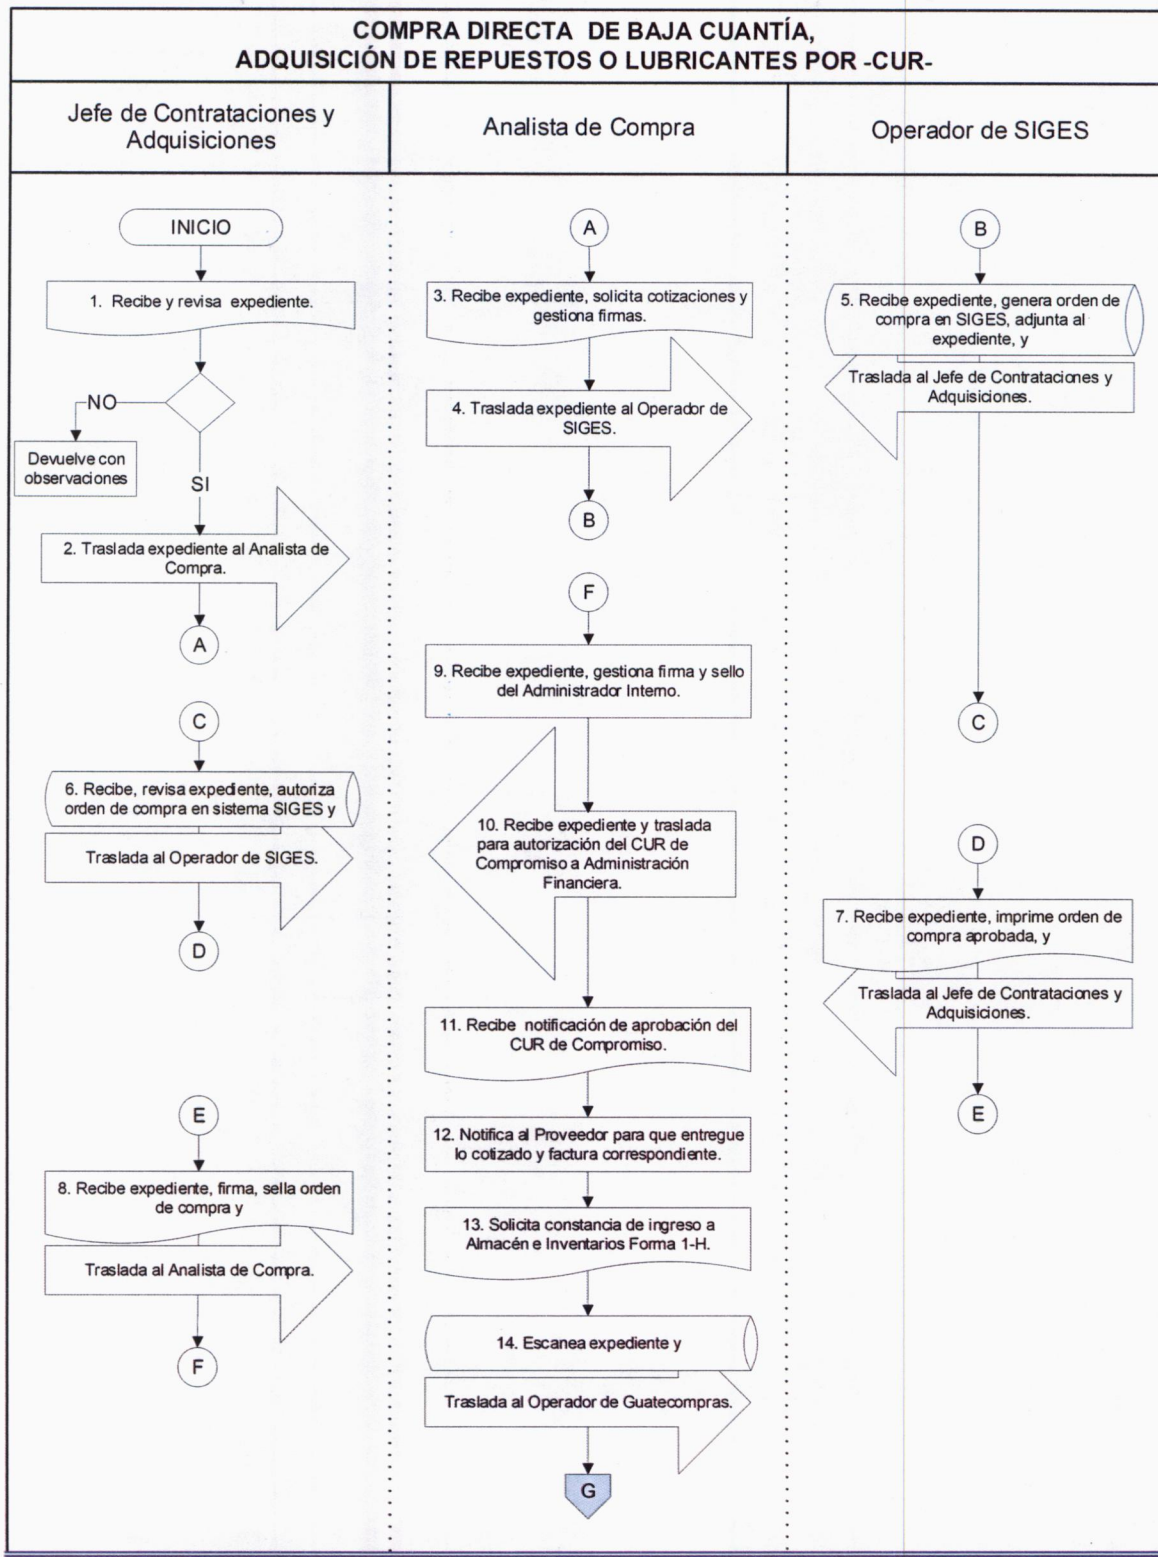 COMPRA DIRECTA DE BAJA CUANTÍA,
ADQUISICIÓN DE REPUESTOS O LUBRICANTES POR -CUR-
Jefe de Contrataciones y
Adquisiciones
Analista de Compra
Operador de SIGES
INICIO
1. Recibe y revisa expediente.
NO
Devuelve con
observaciones
SI
2. Traslada expediente al Analista de
Compra.
A
C
6. Recibe, revisa expediente, autoriza
orden de compra en sistema SIGES y
Traslada al Operador de SIGES.
D
E
8. Recibe expediente, firma, sella orden
de compra y
Traslada al Analista de Compra.
F
A
3. Recibe expediente, solicita cotizaciones y
gestiona firmas.
4. Traslada expediente al Operador de
SIGES.
B
F
9. Recibe expediente, gestiona firma y sello
del Administrador Interno.
10. Recibe expediente y traslada
para autorización del CUR de
Compromiso a Administración
Financiera.
11. Recibe notificación de aprobación del
CUR de Compromiso.
12. Notifica al Proveedor para que entregue
lo cotizado y factura correspondiente.
13. Solicita constancia de ingreso a
Almacén e Inventarios Forma 1-H.
14. Escanea expediente y
Traslada al Operador de Guatecompras.
G
B
5. Recibe expediente, genera orden de
compra en SIGES, adjunta al
expediente, y
Traslada al Jefe de Contrataciones y
Adquisiciones.
C
D
7. Recibe expediente, imprime orden de
compra aprobada, y
Traslada al Jefe de Contrataciones y
Adquisiciones.
E